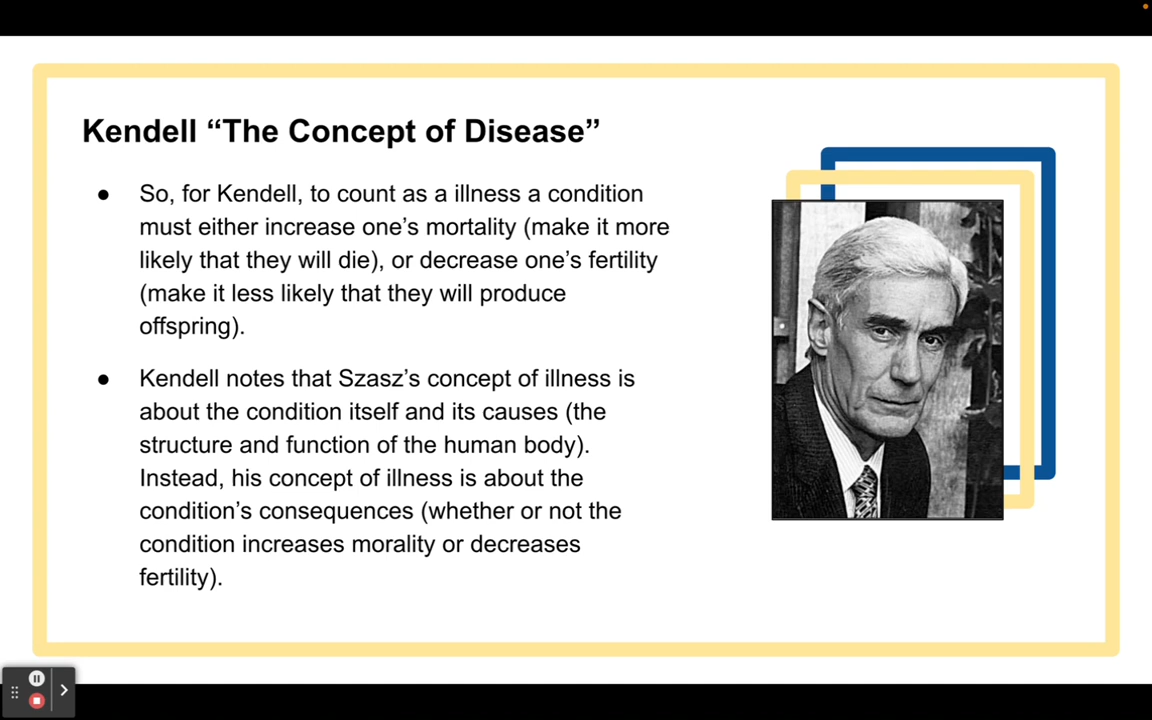 Kendell “The Concept of Disease”
● So, for Kendell, to count as a illness a condition
must either increase one’s mortality (make it more
likely that they will die), or decrease one’s fertility
(make it less likely that they will produce
offspring).
● Kendell notes that Szasz’s concept of illness is
about the condition itself and its causes (the
structure and function of the human body).
Instead, his concept of illness is about the
condition’s consequences (whether or not the
condition increases morality or decreases
fertility).